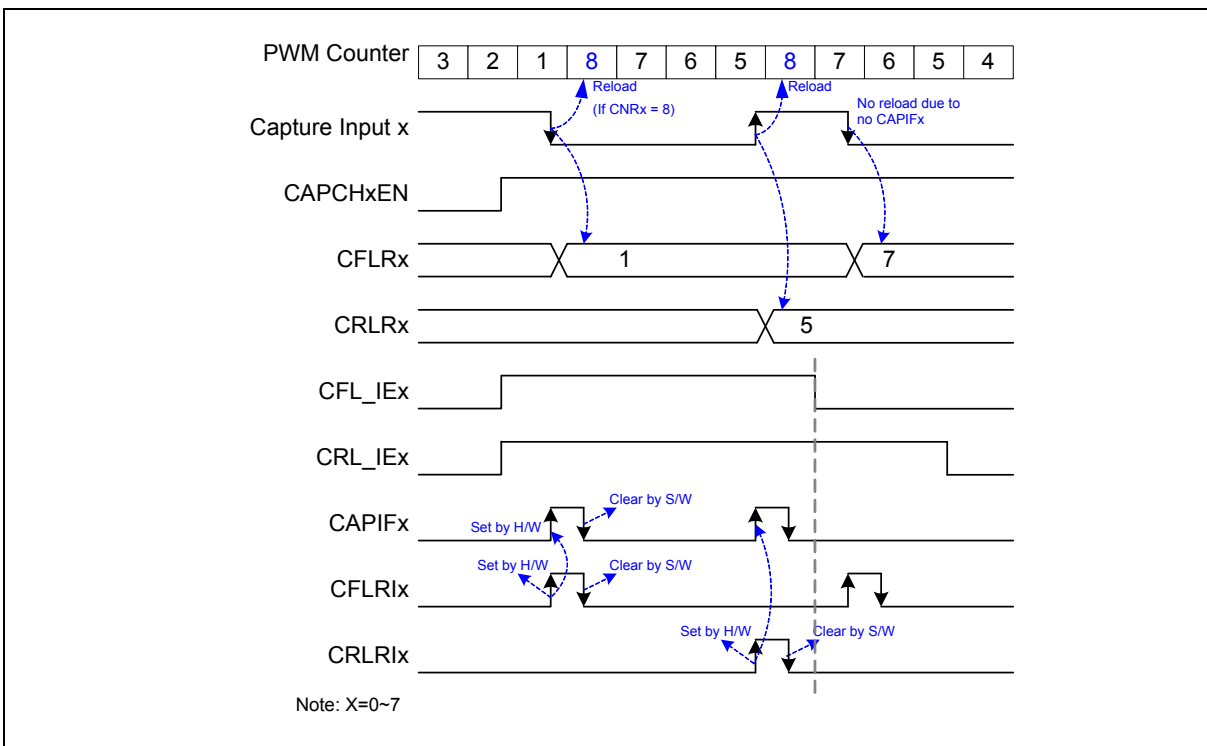 PWM Counter 3 2 1 8 7 6 5 8 7 6 5 4
Reload
(If CNRx = 8)
Reload
No reload due to
no CAPIFx
Capture Input x
CAPCHxEN
CFLRx 1 7
CRLRx 5
CFL_IEx
CRL_IEx
CAPIFx Set by H/W Clear by S/W
CFLRIx Set by H/W Clear by S/W
CRLRIx Set by H/W Clear by S/W
Note: X=0~7